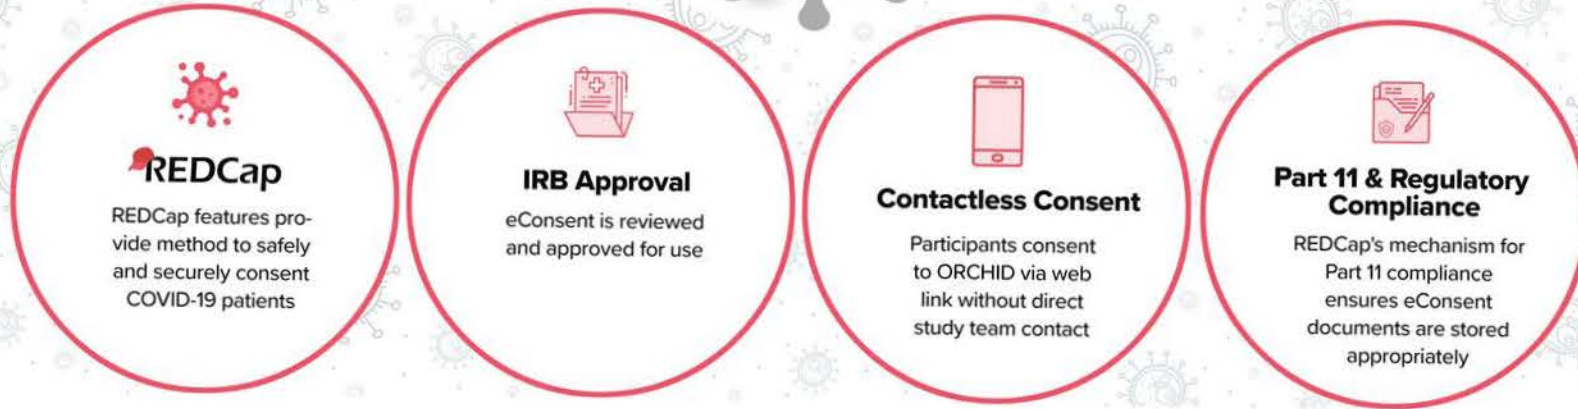 REDCap
REDCap features pro-
vide method to safely
and securely consent
COVID-19 patients
IRB Approval
eConsent is reviewed
and approved for use
Contactless Consent
Participants consent
to ORCHID via web
link without direct
study team contact
Part 11 & Regulatory
Compliance
REDCap's mechanism for
Part 11 compliance
ensures eConsent
documents are stored
appropriately